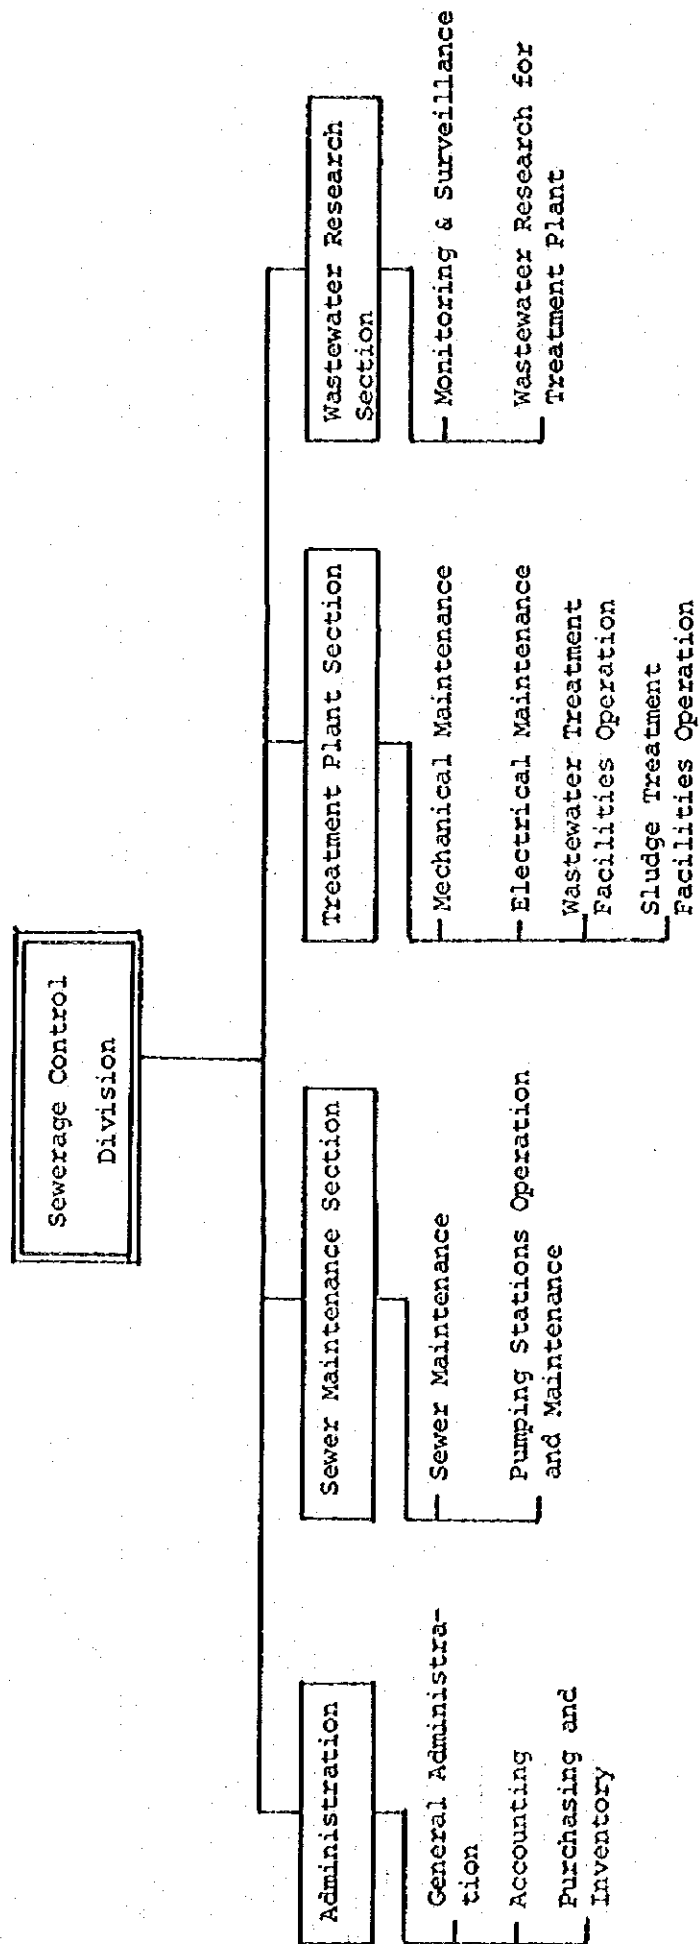 Sewerage Control
Division
Administration
General Administra-
tion
Accounting
Purchasing and
Inventory
Sewer Maintenance Section
Sewer Maintenance
Pumping Stations Operation
and Maintenance
Treatment Plant Section
Mechanical Maintenance
Electrical Maintenance
Wastewater Treatment
Facilities Operation
Sludge Treatment
Facilities Operation
Wastewater Research
Section
Monitoring & Surveillance
Wastewater Research for
Treatment Plant